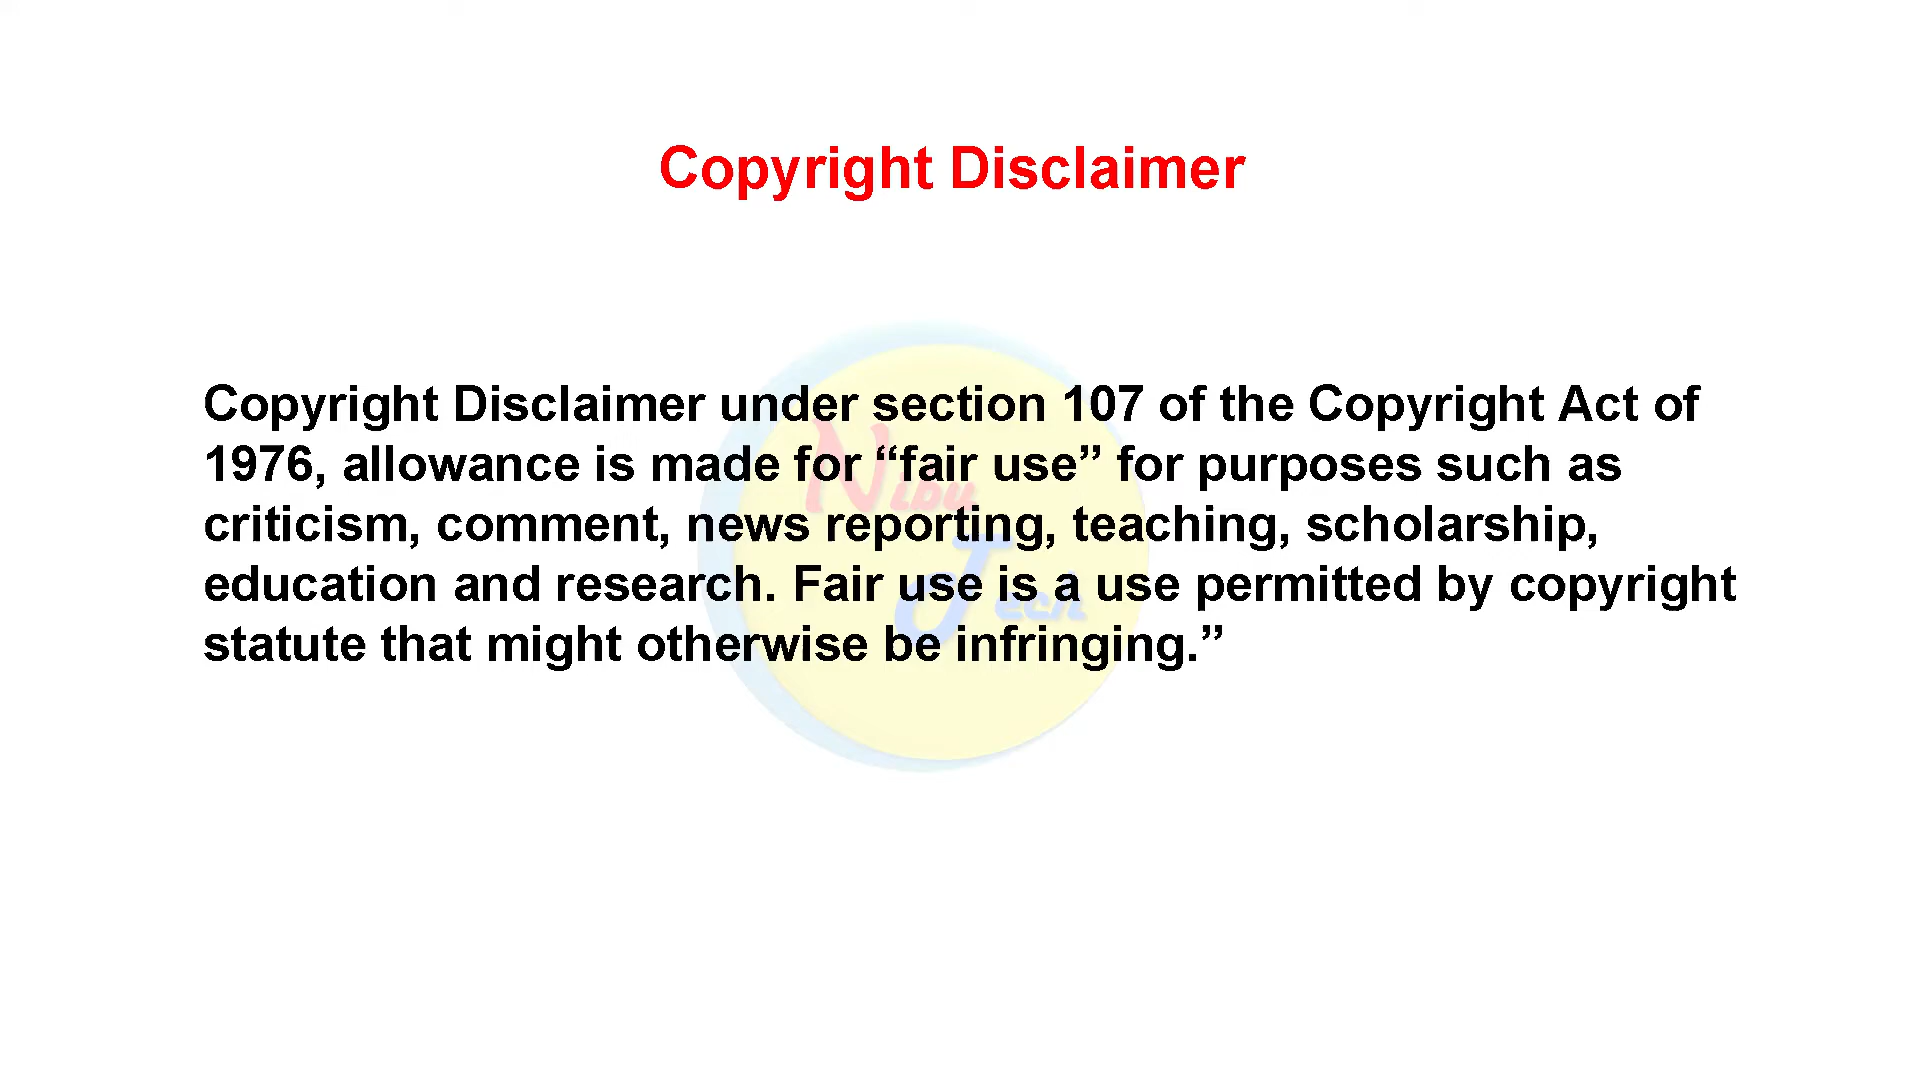 Copyright Disclaimer
Copyright Disclaimer under section 107 of the Copyright Act of
1976, allowance is made for “fair use” for purposes such as
criticism, comment, news reporting, teaching, scholarship,
education and research. Fair use is a use permitted by copyright
statute that might otherwise be infringing.”
Nibu
Tech